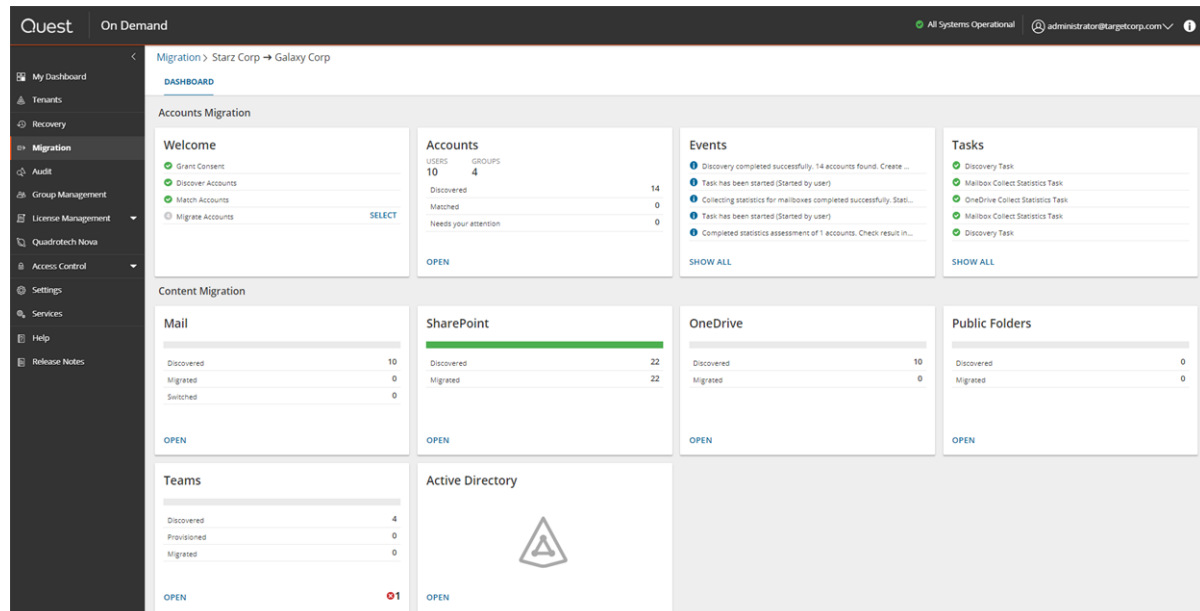 Quest On Demand
All Systems Operational
administrator@targetcorp.com
My Dashboard
Tenants
Recovery
Migration
Audit
Group Management
License Management
Quadrotech Nova
Access Control
Settings
Services
Help
Release Notes
Migration > Starz Corp → Galaxy Corp
DASHBOARD
Accounts Migration
Welcome
Grant Consent
Discover Accounts
Match Accounts
Migrate Accounts SELECT
Accounts
USERS GROUPS
10 4
Discovered 14
Matched 0
Needs your attention 0
OPEN
Events
Discovery completed successfully. 14 accounts found. Create ...
Task has been started (Started by user)
Collecting statistics for mailboxes completed successfully. Stati...
Task has been started (Started by user)
Completed statistics assessment of 1 accounts. Check result in...
SHOW ALL
Tasks
Discovery Task
Mailbox Collect Statistics Task
OneDrive Collect Statistics Task
Mailbox Collect Statistics Task
Discovery Task
SHOW ALL
Content Migration
Mail
Discovered 10
Migrated 0
Switched 0
OPEN
SharePoint
Discovered 22
Migrated 22
OPEN
OneDrive
Discovered 10
Migrated 0
OPEN
Public Folders
Discovered 0
Migrated 0
OPEN
Teams
Discovered 4
Provisioned 0
Migrated 0
OPEN 1
Active Directory
OPEN